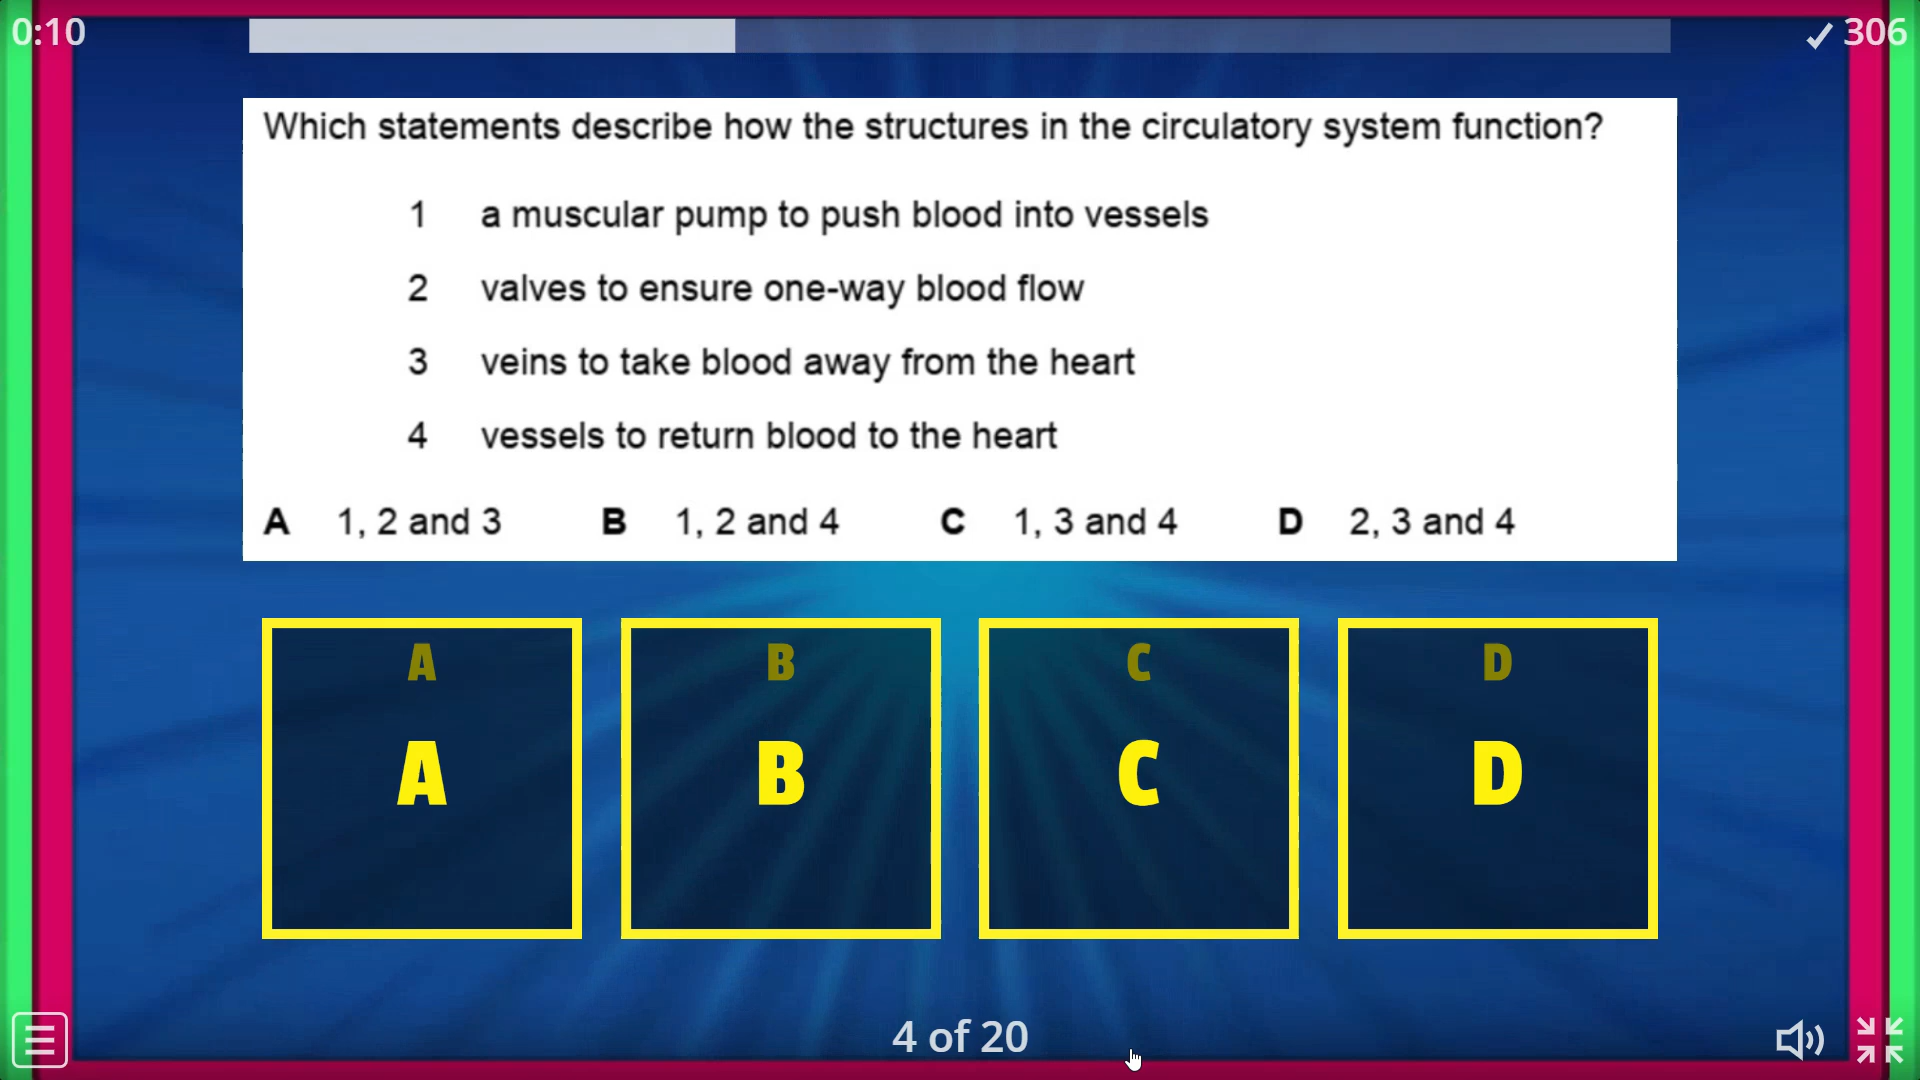 0:10
306
Which statements describe how the structures in the circulatory system function?
1 a muscular pump to push blood into vessels
2 valves to ensure one-way blood flow
3 veins to take blood away from the heart
4 vessels to return blood to the heart
A 1, 2 and 3 B 1, 2 and 4 C 1, 3 and 4 D 2, 3 and 4
A B C D
A B C D
4 of 20